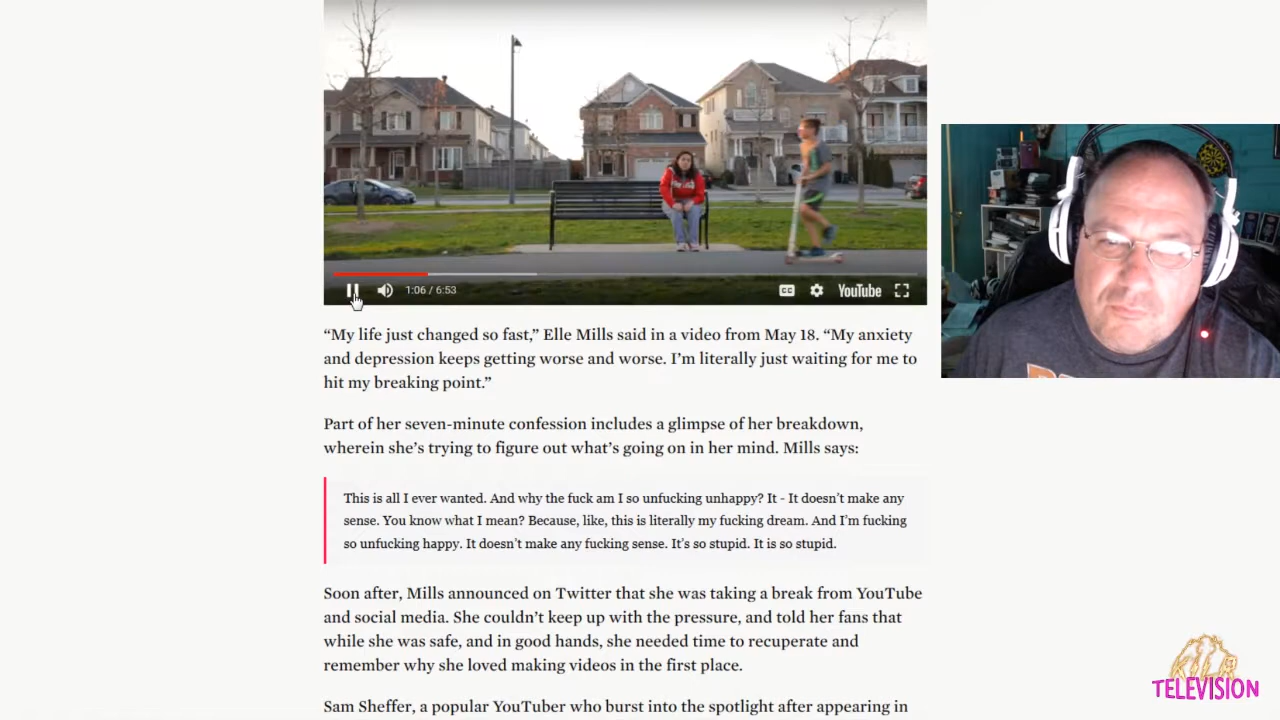 1:06 / 6:53
CC
YouTube
“My life just changed so fast,” Elle Mills said in a video from May 18. “My anxiety
and depression keeps getting worse and worse. I’m literally just waiting for me to
hit my breaking point.”
Part of her seven-minute confession includes a glimpse of her breakdown,
wherein she’s trying to figure out what’s going on in her mind. Mills says:
This is all I ever wanted. And why the fuck am I so unfucking unhappy? It - It doesn’t make any
sense. You know what I mean? Because, like, this is literally my fucking dream. And I’m fucking
so unfucking happy. It doesn’t make any fucking sense. It’s so stupid. It is so stupid.
Soon after, Mills announced on Twitter that she was taking a break from YouTube
and social media. She couldn’t keep up with the pressure, and told her fans that
while she was safe, and in good hands, she needed time to recuperate and
remember why she loved making videos in the first place.
Sam Sheffer, a popular YouTuber who burst into the spotlight after appearing in
TELEVISION